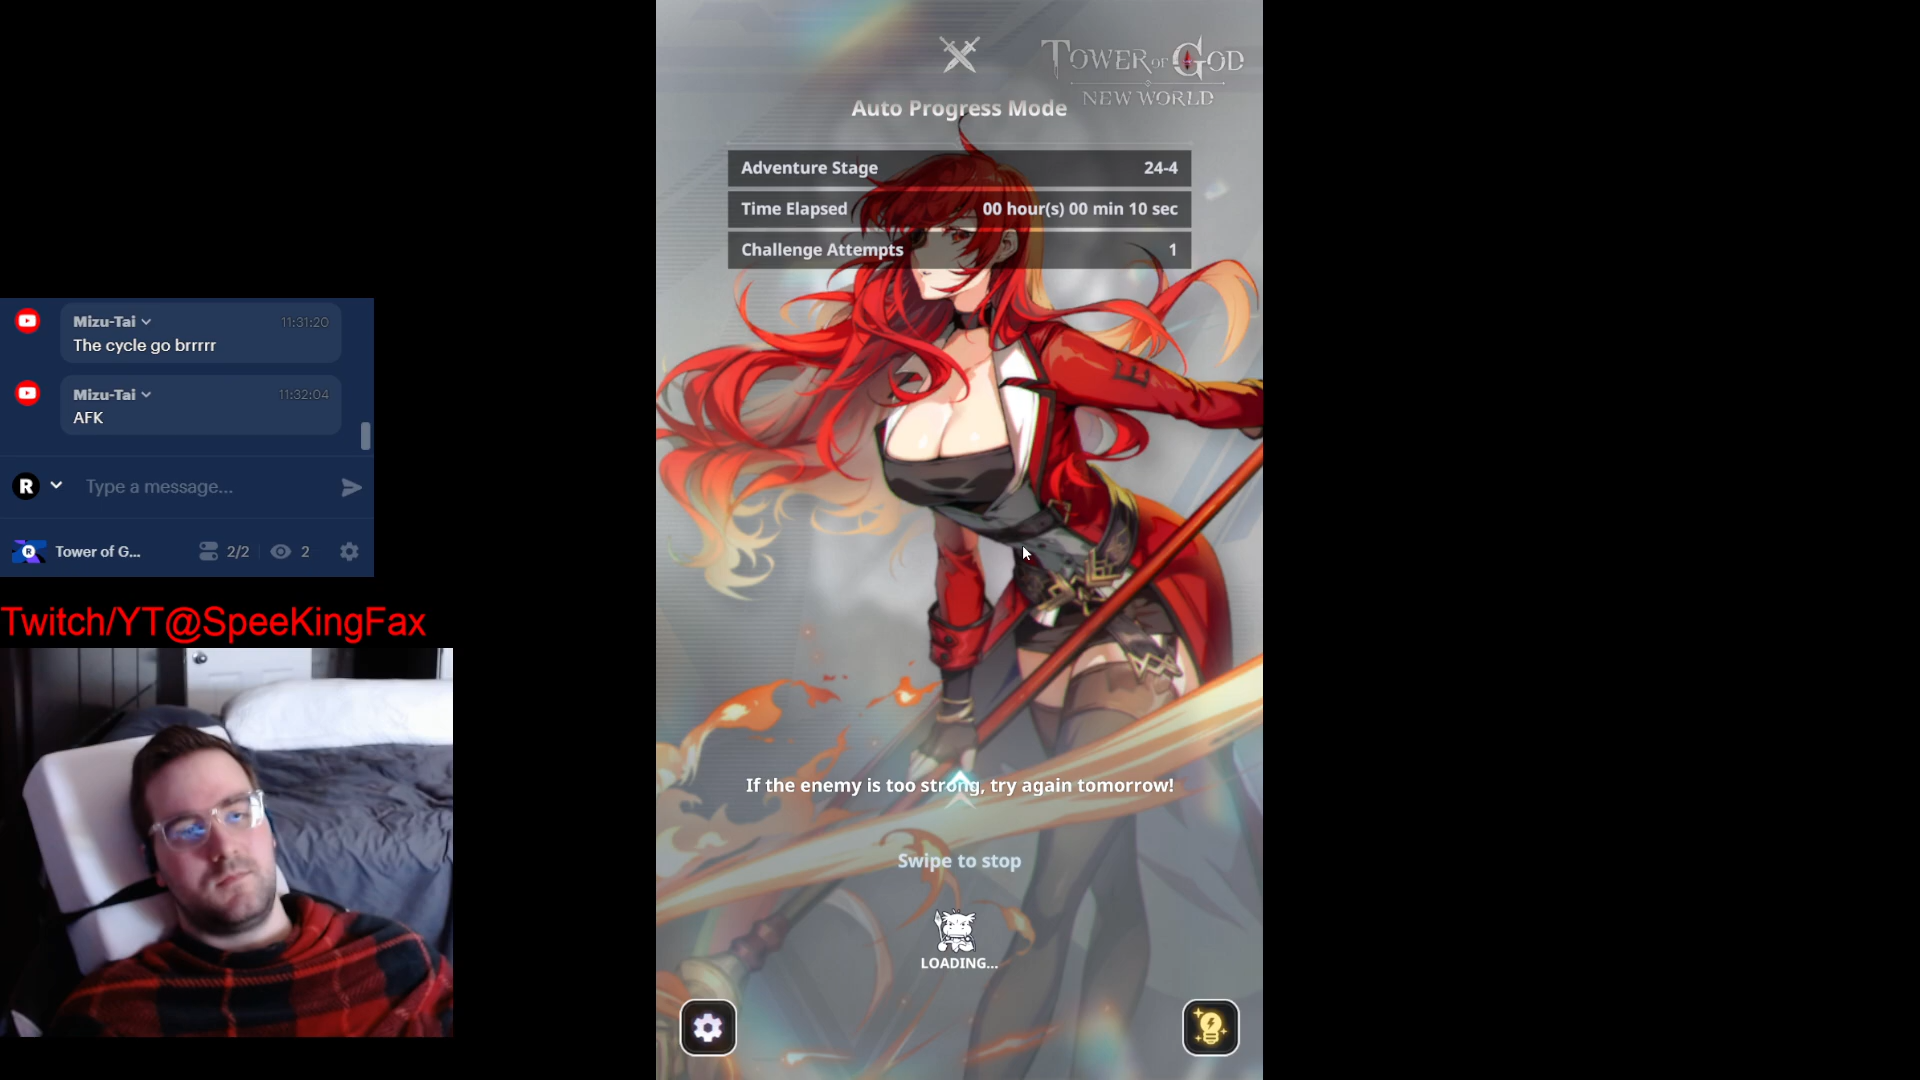 TOWER OF GOD
NEW WORLD
Auto Progress Mode
Adventure Stage 24-4
Time Elapsed 00 hour(s) 00 min 10 sec
Challenge Attempts 1
Mizu-Tai 11:31:20
The cycle go brrrrr
Mizu-Tai 11:32:04
AFK
R Type a message...
R Tower of G... 2/2 2
Twitch/YT@SpeeKingFax
If the enemy is too strong, try again tomorrow!
Swipe to stop
LOADING...